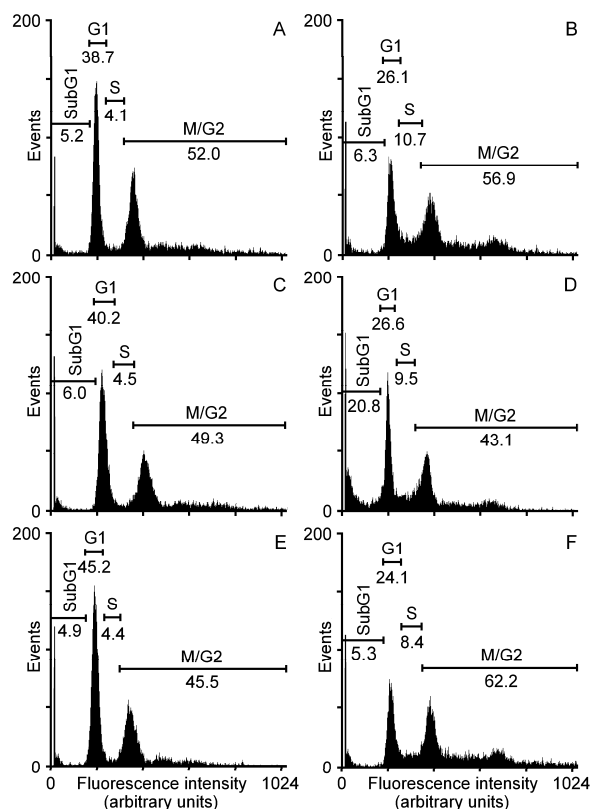 200
A
G1
38.7
S
4.1
SubG1
5.2
M/G2
52.0
Events
0
B
G1
26.1
S
10.7
SubG1
6.3
M/G2
56.9
Events
0
200
C
G1
40.2
S
4.5
SubG1
6.0
M/G2
49.3
Events
0
D
G1
26.6
S
9.5
SubG1
20.8
M/G2
43.1
Events
0
200
E
G1
45.2
S
4.4
SubG1
4.9
M/G2
45.5
Events
0
0 Fluorescence intensity 1024
(arbitrary units)
F
G1
24.1
S
8.4
SubG1
5.3
M/G2
62.2
Events
0 Fluorescence intensity 1024
(arbitrary units)